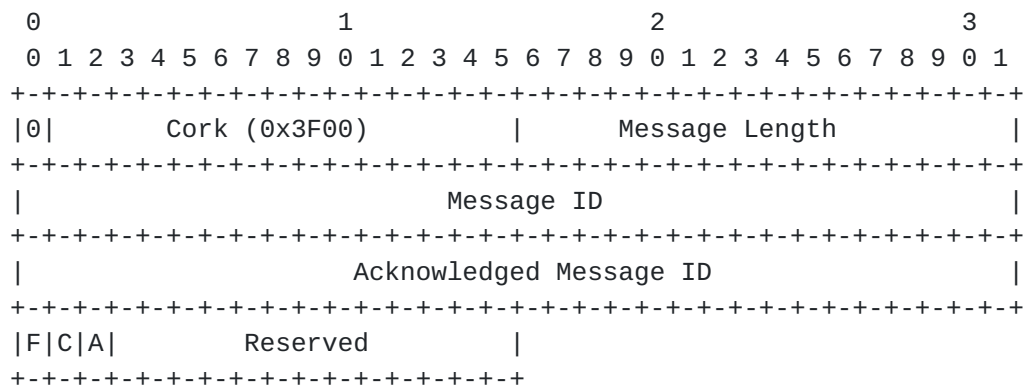 0                   1                   2                   3
 0 1 2 3 4 5 6 7 8 9 0 1 2 3 4 5 6 7 8 9 0 1 2 3 4 5 6 7 8 9 0 1
+-+-+-+-+-+-+-+-+-+-+-+-+-+-+-+-+-+-+-+-+-+-+-+-+-+-+-+-+-+-+-+-+
|0|       Cork (0x3F00)         |      Message Length           |
+-+-+-+-+-+-+-+-+-+-+-+-+-+-+-+-+-+-+-+-+-+-+-+-+-+-+-+-+-+-+-+-+
|                           Message ID                          |
+-+-+-+-+-+-+-+-+-+-+-+-+-+-+-+-+-+-+-+-+-+-+-+-+-+-+-+-+-+-+-+-+
|                     Acknowledged Message ID                   |
+-+-+-+-+-+-+-+-+-+-+-+-+-+-+-+-+-+-+-+-+-+-+-+-+-+-+-+-+-+-+-+-+
|F|C|A|        Reserved         |
+-+-+-+-+-+-+-+-+-+-+-+-+-+-+-+-+